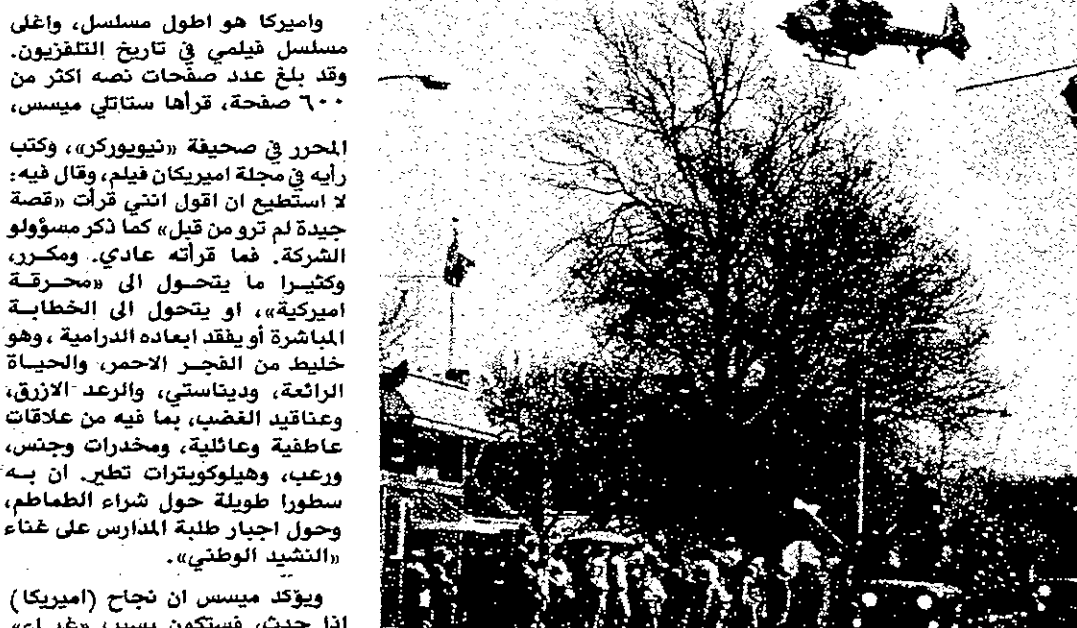 واميركا هو اطول مسلسل، واغلى
مسلسل فيلمي في تاريخ التلفزيون.
وقد بلغ عدد صفحات نصه اكثر من
٦٠٠ صفحة، قرأها ستانلي ميسس،
المحرر في صحيفة «نيويوركر»، وكتب
رأيه في مجلة اميريكان فيلم، وقال فيه:
لا استطيع ان اقول انني قرأت «قصة
جيدة لم ترو من قبل» كما ذكر مسؤولو
الشركة. فما قرأته عادي. ومكرر،
وكثيرا ما يتحول الى «محرقة
اميركية»، او يتحول الى الخطابة
المباشرة أو يفقد ابعاده الدرامية، وهو
خليط من الفجر الاحمر، والحياة
الرائعة، وديناستي، والرعد الازرق،
وعناقيد الغضب، بما فيه من علاقات
عاطفية وعائلية، ومخدرات وجنس،
ورعب، وهيلوكوبترات تطير. ان به
سطورا طويلة حول شراء الطماطم،
وحول اجبار طلبة المدارس على غناء
«النشيد الوطني».
ويؤكد ميسس ان نجاح (اميريكا)
اذا حدث، فستكون بسبب